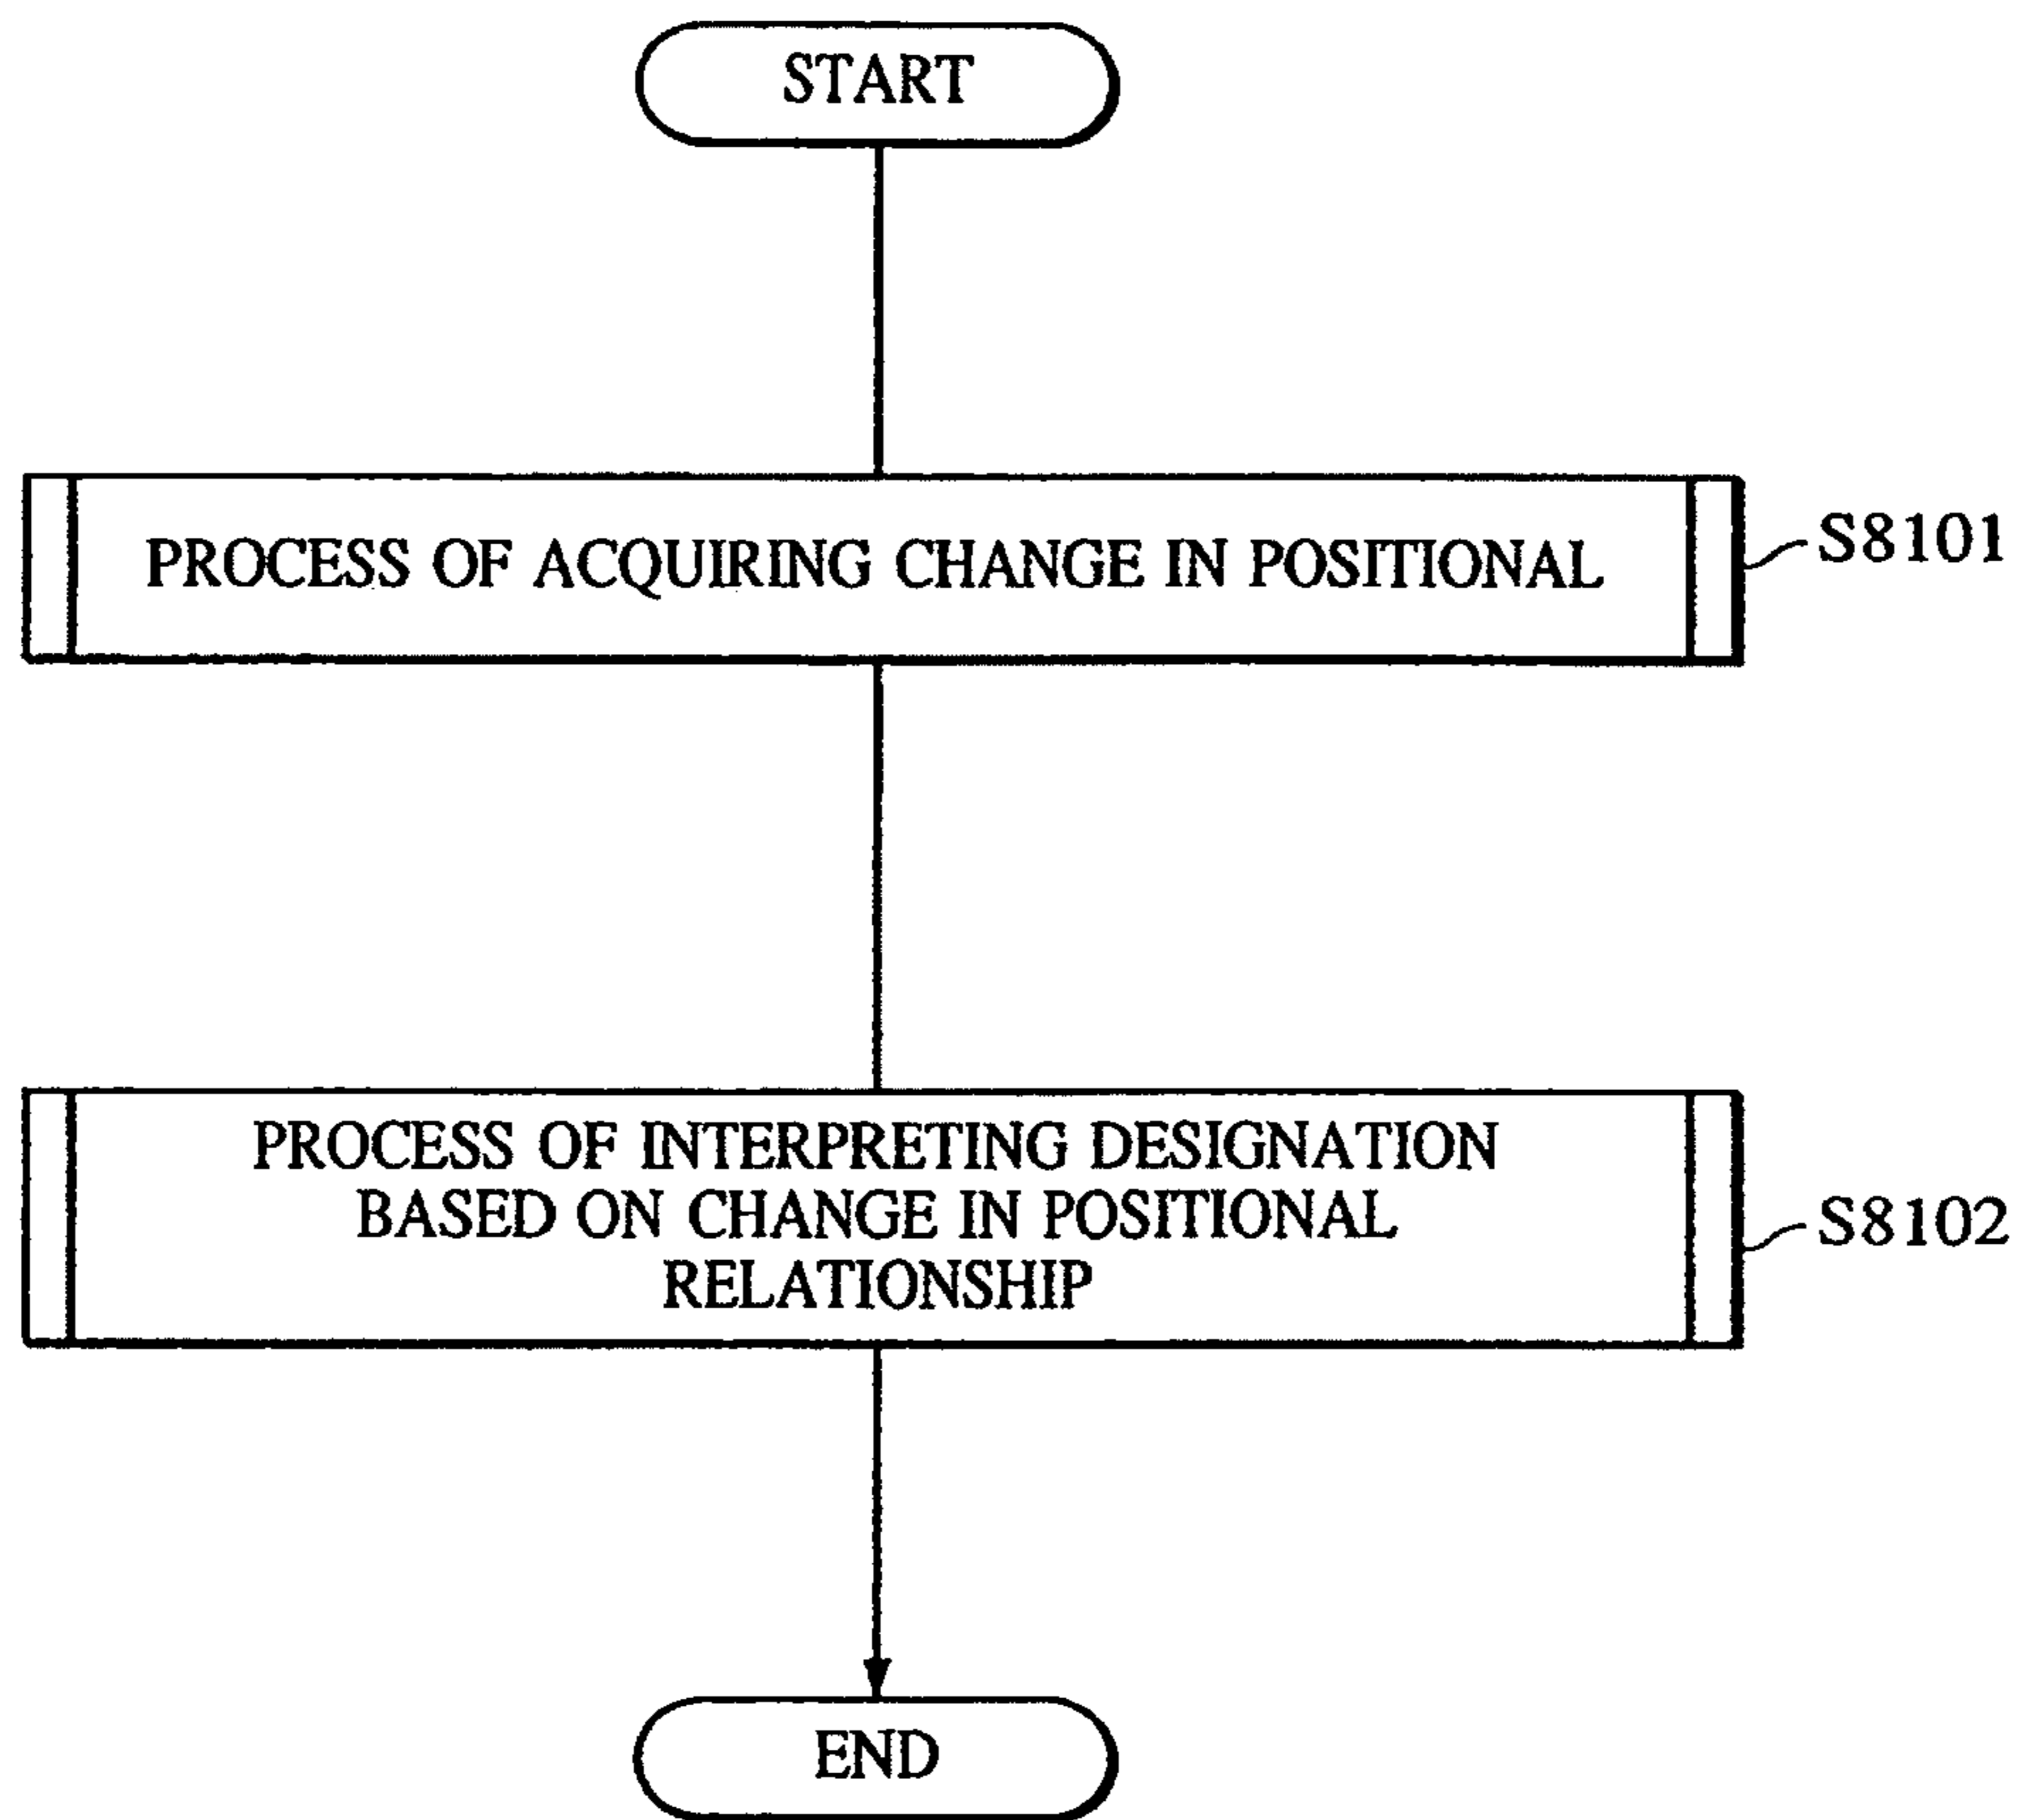 START
PROCESS OF ACQUIRING CHANGE IN POSITIONAL
S8101
PROCESS OF INTERPRETING DESIGNATION
BASED ON CHANGE IN POSITIONAL
RELATIONSHIP
S8102
END